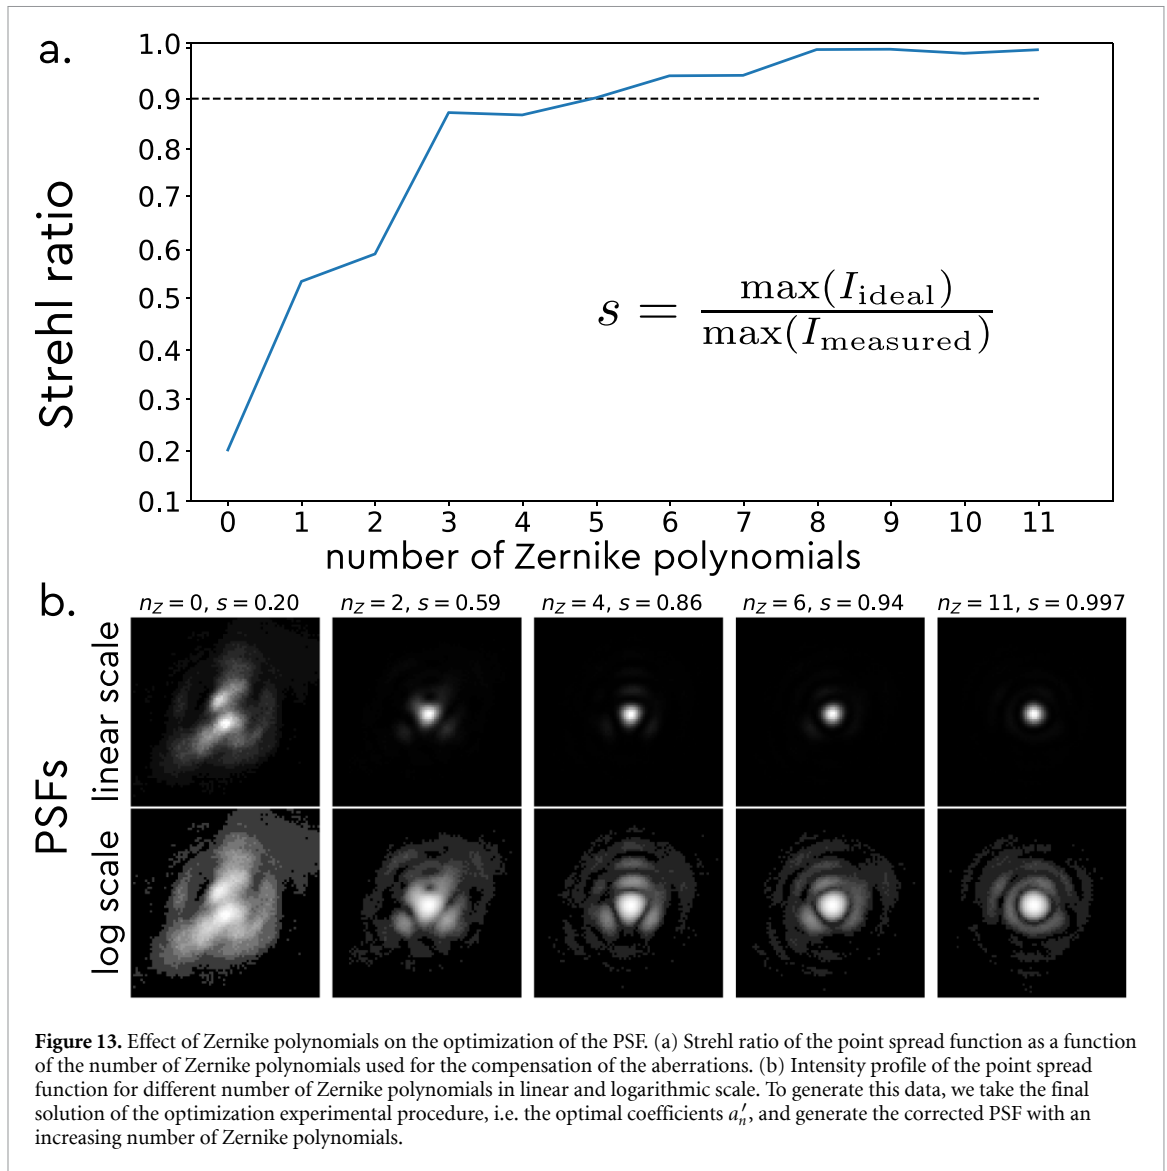 a.
1.0
0.9
0.8
0.7
0.6
0.5
0.4
0.3
0.2
0.1
Strehl ratio
s = max(I_ideal) / max(I_measured)
0 1 2 3 4 5 6 7 8 9 10 11
number of Zernike polynomials
b.
n_Z = 0, s = 0.20 n_Z = 2, s = 0.59 n_Z = 4, s = 0.86 n_Z = 6, s = 0.94 n_Z = 11, s = 0.997
PSFs
linear scale
log scale
Figure 13. Effect of Zernike polynomials on the optimization of the PSF. (a) Strehl ratio of the point spread function as a function
of the number of Zernike polynomials used for the compensation of the aberrations. (b) Intensity profile of the point spread
function for different number of Zernike polynomials in linear and logarithmic scale. To generate this data, we take the final
solution of the optimization experimental procedure, i.e. the optimal coefficients a′_n, and generate the corrected PSF with an
increasing number of Zernike polynomials.